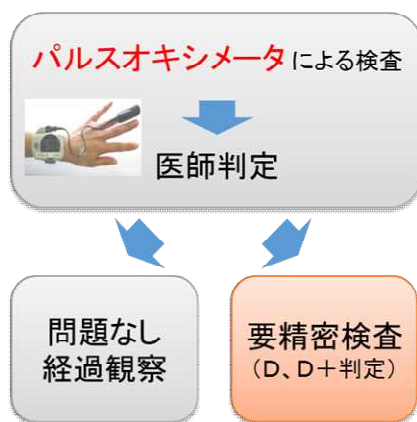 パルスオキシメータによる検査
医師判定
問題なし
経過観察
要精密検査
(D、D+判定)